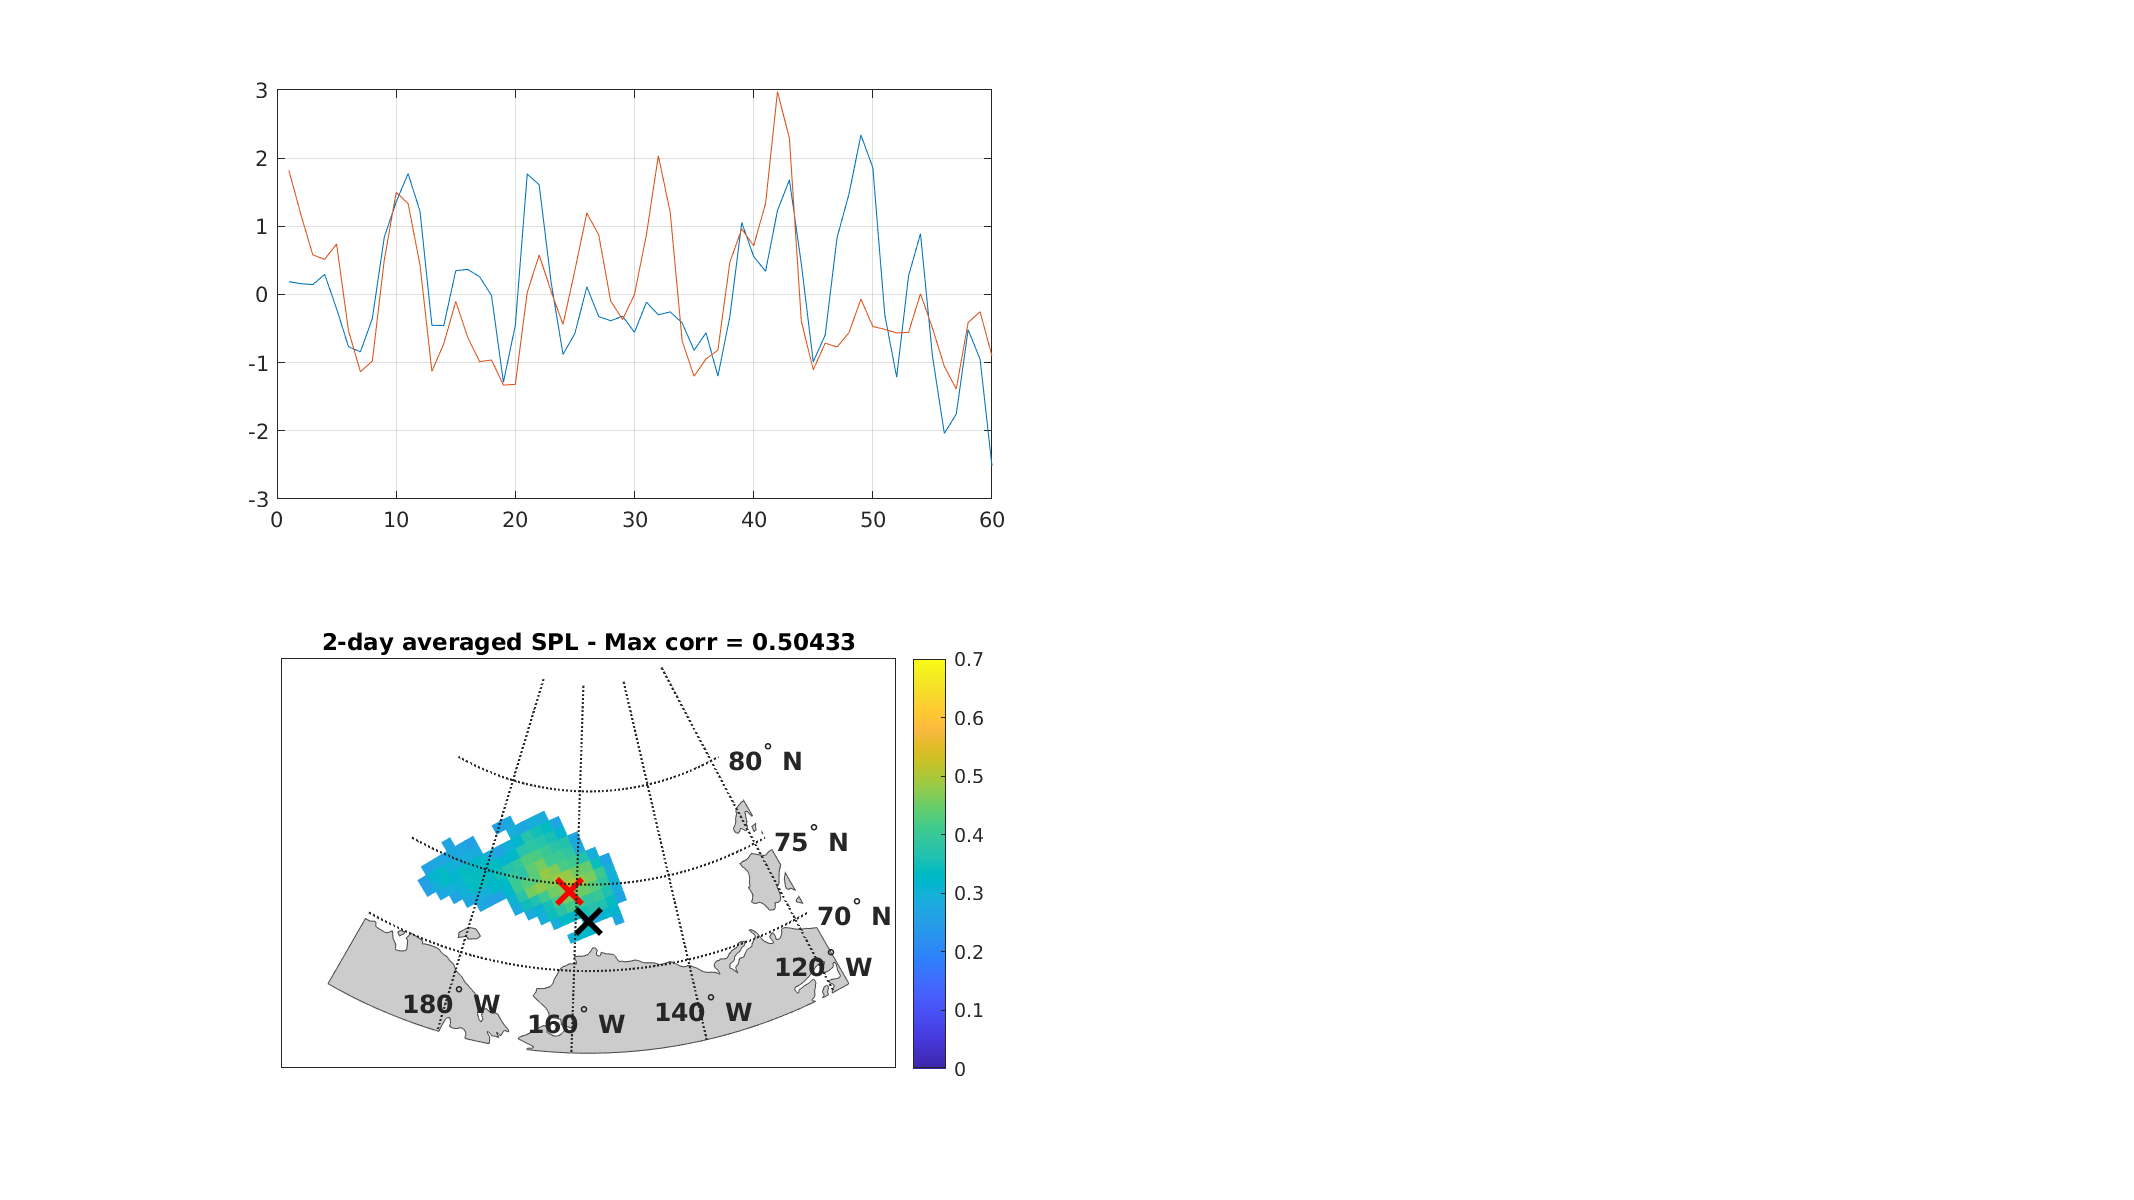 3
2
1
0
-1
-2
-3
0 10 20 30 40 50 60
2-day averaged SPL - Max corr = 0.50433
80° N
75° N
70° N
120° W
180° W
160° W
140° W
0.7
0.6
0.5
0.4
0.3
0.2
0.1
0